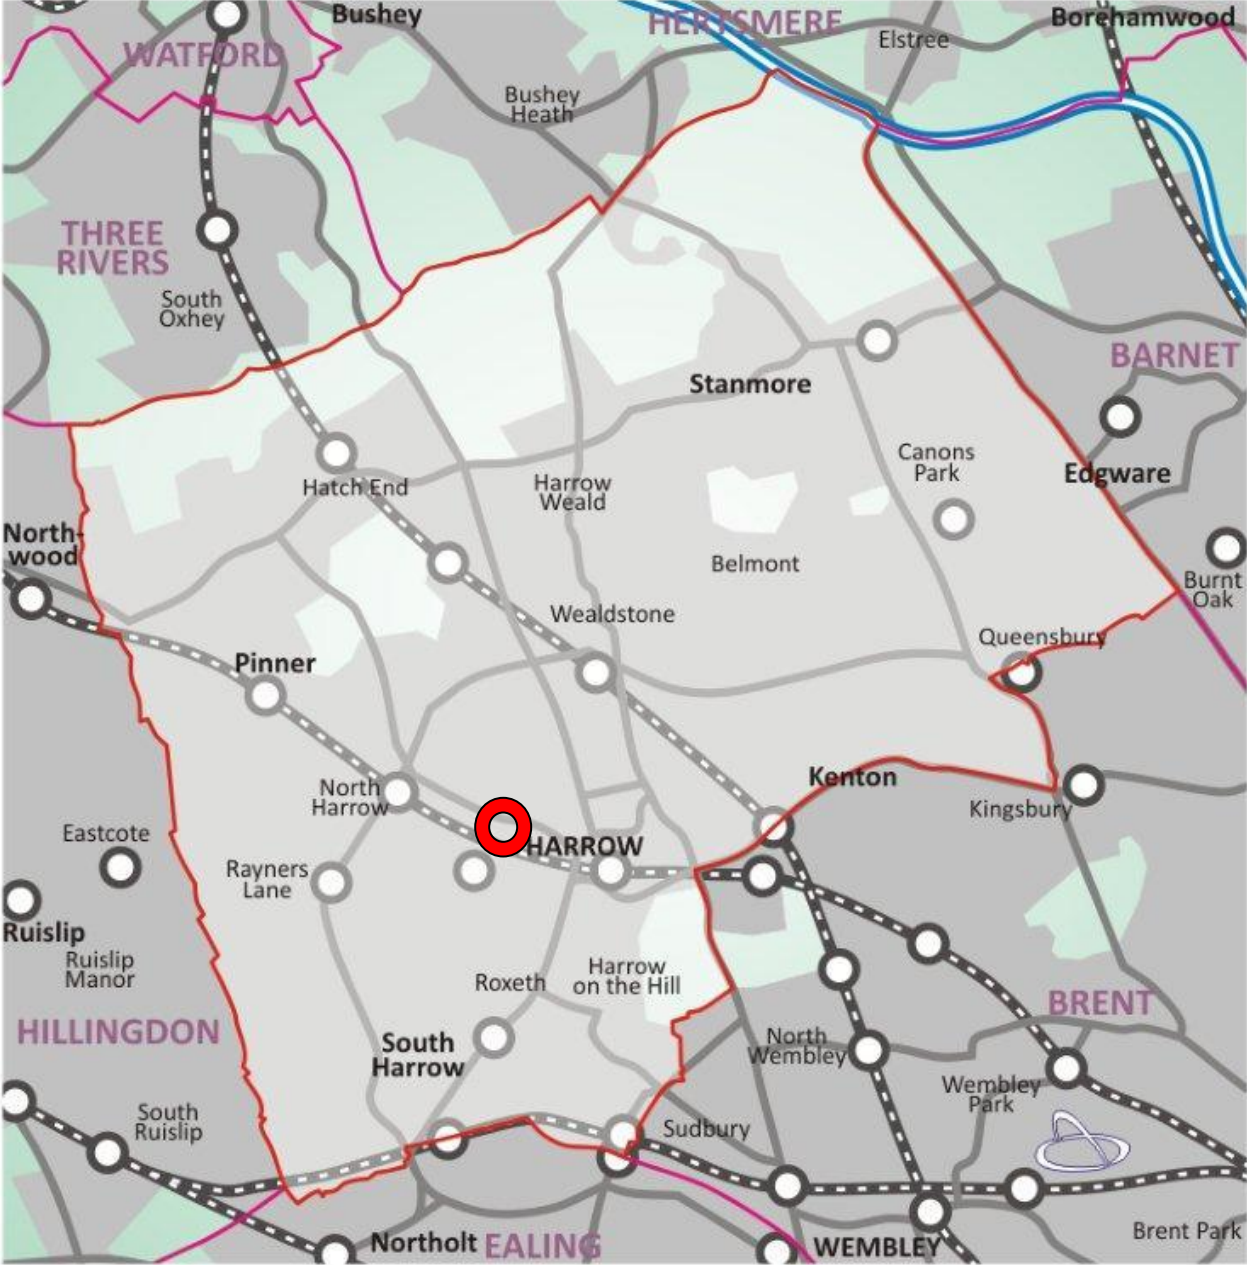 Bushey
HERTSMERE
Borehamwood
Elstree
WATFORD
Bushey
Heath
THREE
RIVERS
South
Oxhey
BARNET
Stanmore
Edgware
Canons
Park
Hatch End
Harrow
Weald
North-
wood
Belmont
Burnt
Oak
Wealdstone
Queensbury
Pinner
Kenton
North
Harrow
Kingsbury
Eastcote
HARROW
Rayners
Lane
Ruislip
Ruislip
Manor
Roxeth
Harrow
on the Hill
HILLINGDON
BRENT
South
Harrow
North
Wembley
Wembley
Park
South
Ruislip
Sudbury
Northolt
EALING
WEMBLEY
Brent Park